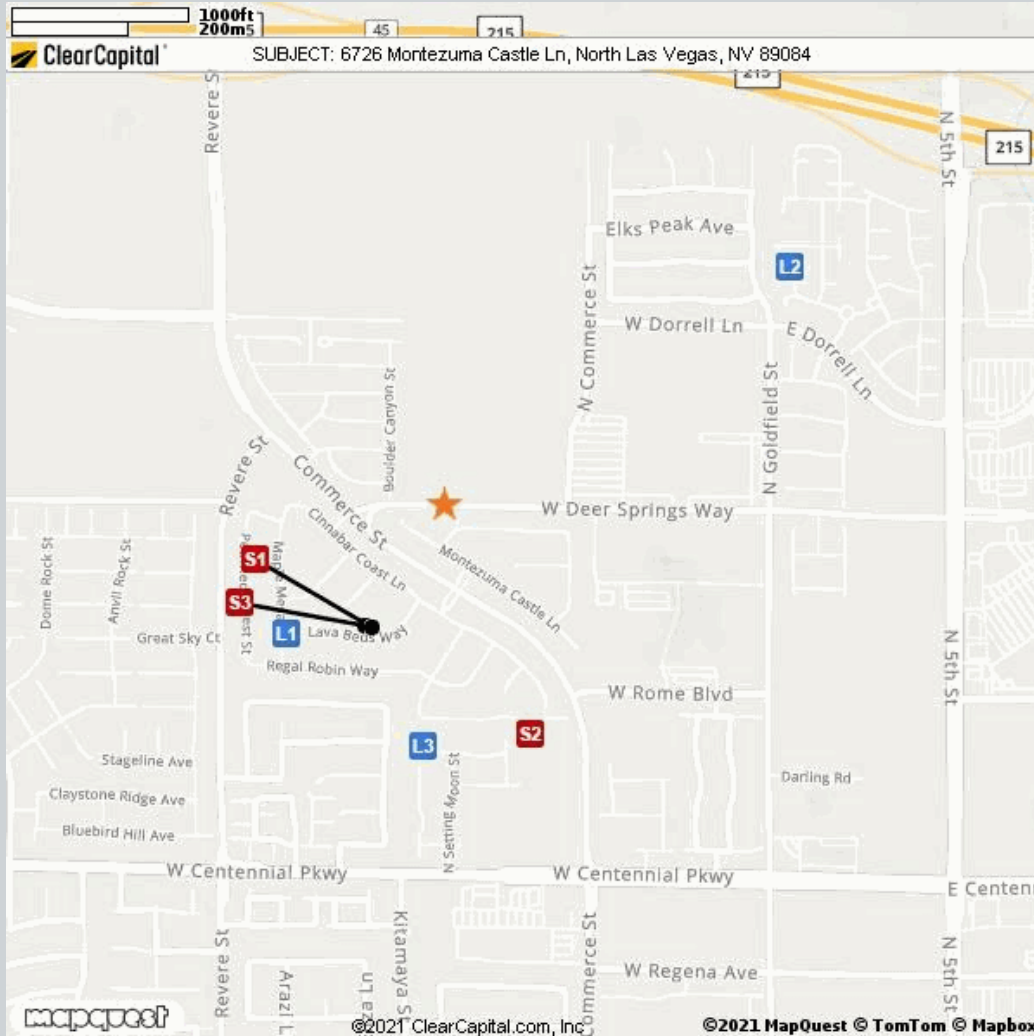 1000ft
200m5
45
215
ClearCapital
SUBJECT: 6726 Montezuma Castle Ln, North Las Vegas, NV 89084
215
215
Revere S
N 5th St
Elks Peak Ave
L2
N Commerce St
W Dorrell Ln
E Dorrell Ln
Boulder Canyon St
N Goldfield St
Revere St
Commerce St
W Deer Springs Way
Cinnabar Coast Ln
Montezuma Castle Ln
Dome Rock St
Anvil Rock St
S1
S3
L1
Lava Beds Way
Great Sky Ct
Regal Robin Way
N 5th St
W Rome Blvd
S2
L3
Stageline Ave
N Setting Moon St
Darling Rd
Claystone Ridge Ave
Bluebird Hill Ave
W Centennial Pkwy
W Centennial Pkwy
E Centen
Revere St
Kitamaya S
Commerce St
N 5th St
Arazi L
W Regena Ave
mapquest
©2021 ClearCapital.com, Inc
©2021 MapQuest © TomTom © Mapbox